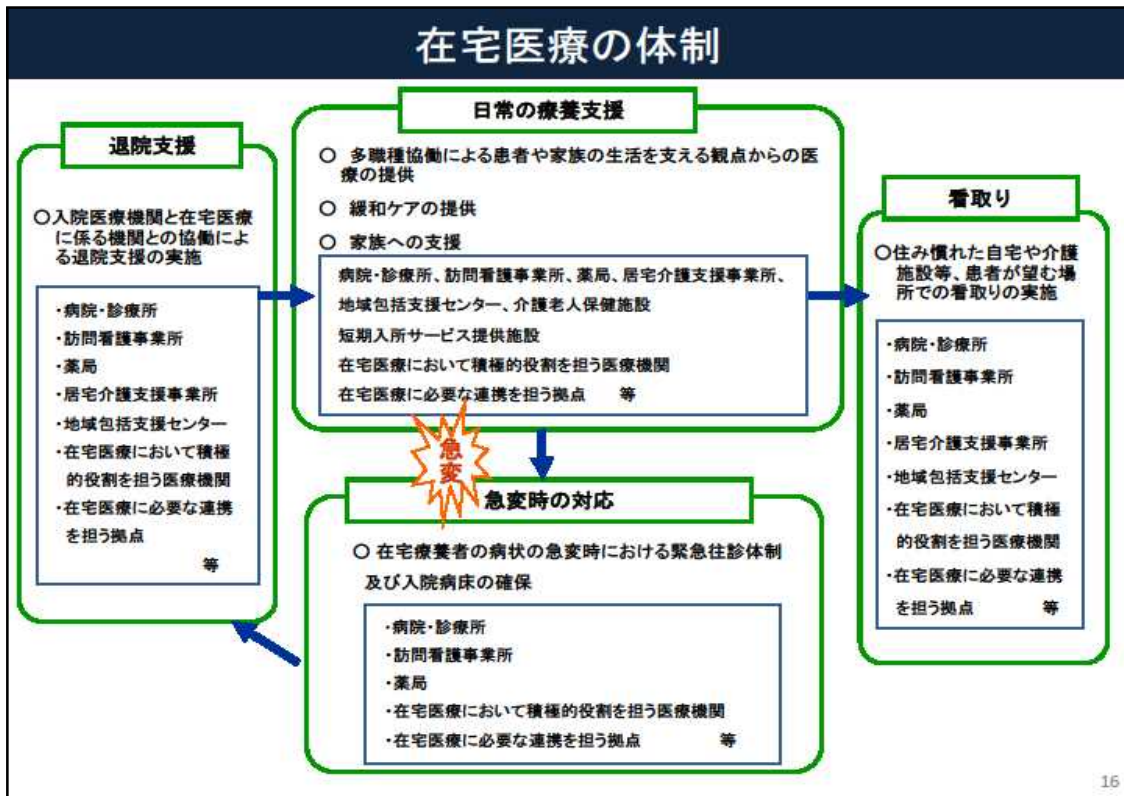 在宅医療の体制
退院支援
○入院医療機関と在宅医療
に係る機関との協働によ
る退院支援の実施
・病院・診療所
・訪問看護事業所
・薬局
・居宅介護支援事業所
・地域包括支援センター
・在宅医療において積極
的役割を担う医療機関
・在宅医療に必要な連携
を担う拠点
等
日常の療養支援
○ 多職種協働による患者や家族の生活を支える観点からの医
療の提供
○ 緩和ケアの提供
○ 家族への支援
病院・診療所、訪問看護事業所、薬局、居宅介護支援事業所、
地域包括支援センター、介護老人保健施設
短期入所サービス提供施設
在宅医療において積極的役割を担う医療機関
在宅医療に必要な連携を担う拠点 等
急変
急変時の対応
○ 在宅療養者の病状の急変時における緊急往診体制
及び入院病床の確保
・病院・診療所
・訪問看護事業所
・薬局
・在宅医療において積極的役割を担う医療機関
・在宅医療に必要な連携を担う拠点 等
看取り
○住み慣れた自宅や介護
施設等、患者が望む場
所での看取りの実施
・病院・診療所
・訪問看護事業所
・薬局
・居宅介護支援事業所
・地域包括支援センター
・在宅医療において積極
的役割を担う医療機関
・在宅医療に必要な連携
を担う拠点 等
16